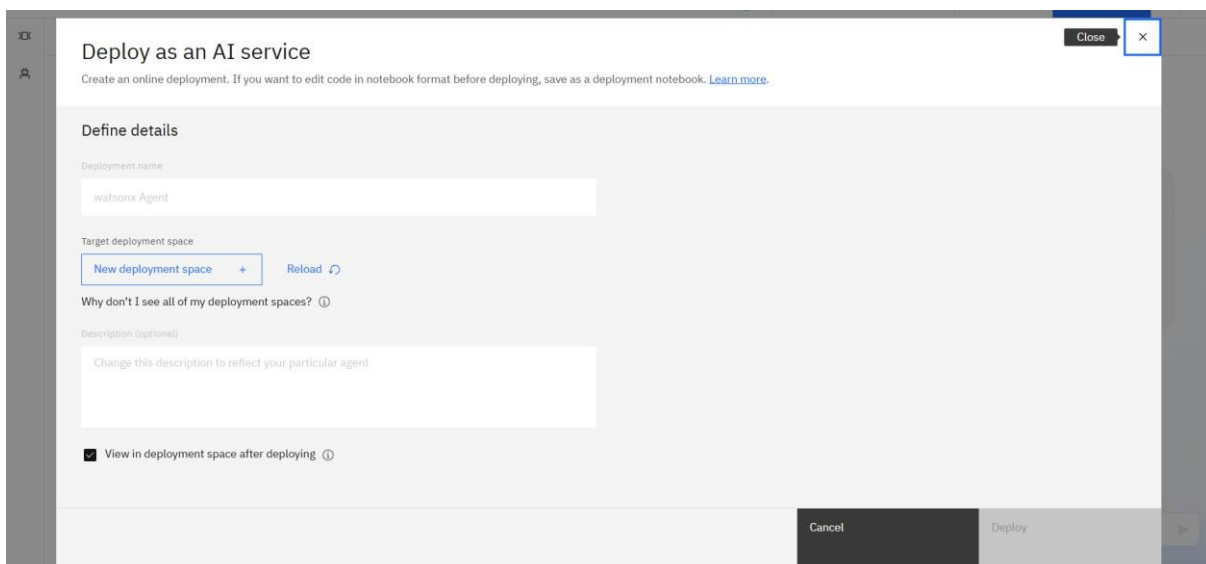 Close
Deploy as an AI service
Create an online deployment. If you want to edit code in notebook format before deploying, save as a deployment notebook. Learn more.
Define details
Deployment name
watsonx Agent
Target deployment space
New deployment space +
Reload
Why don't I see all of my deployment spaces?
Description (optional)
Change this description to reflect your particular agent
View in deployment space after deploying
Cancel
Deploy